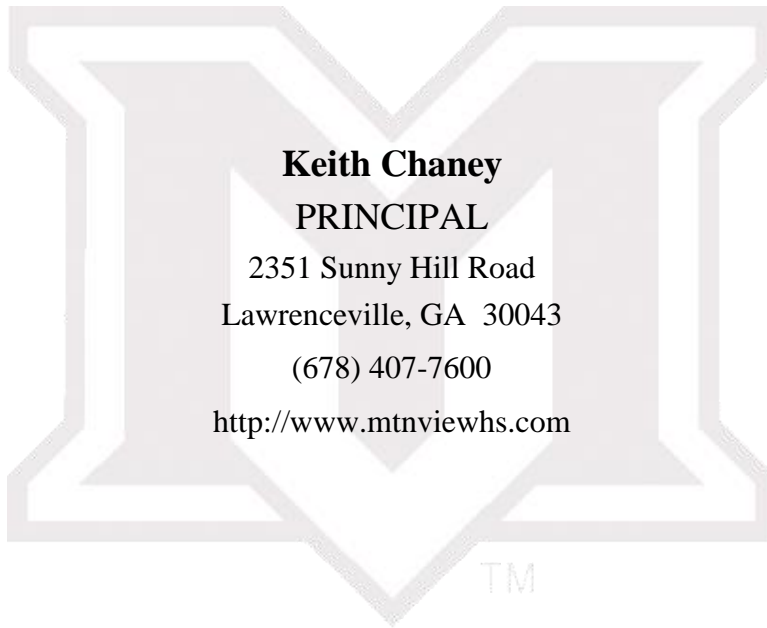 Keith Chaney
PRINCIPAL
2351 Sunny Hill Road
Lawrenceville, GA  30043
(678) 407-7600
http://www.mtnviewhs.com
TM